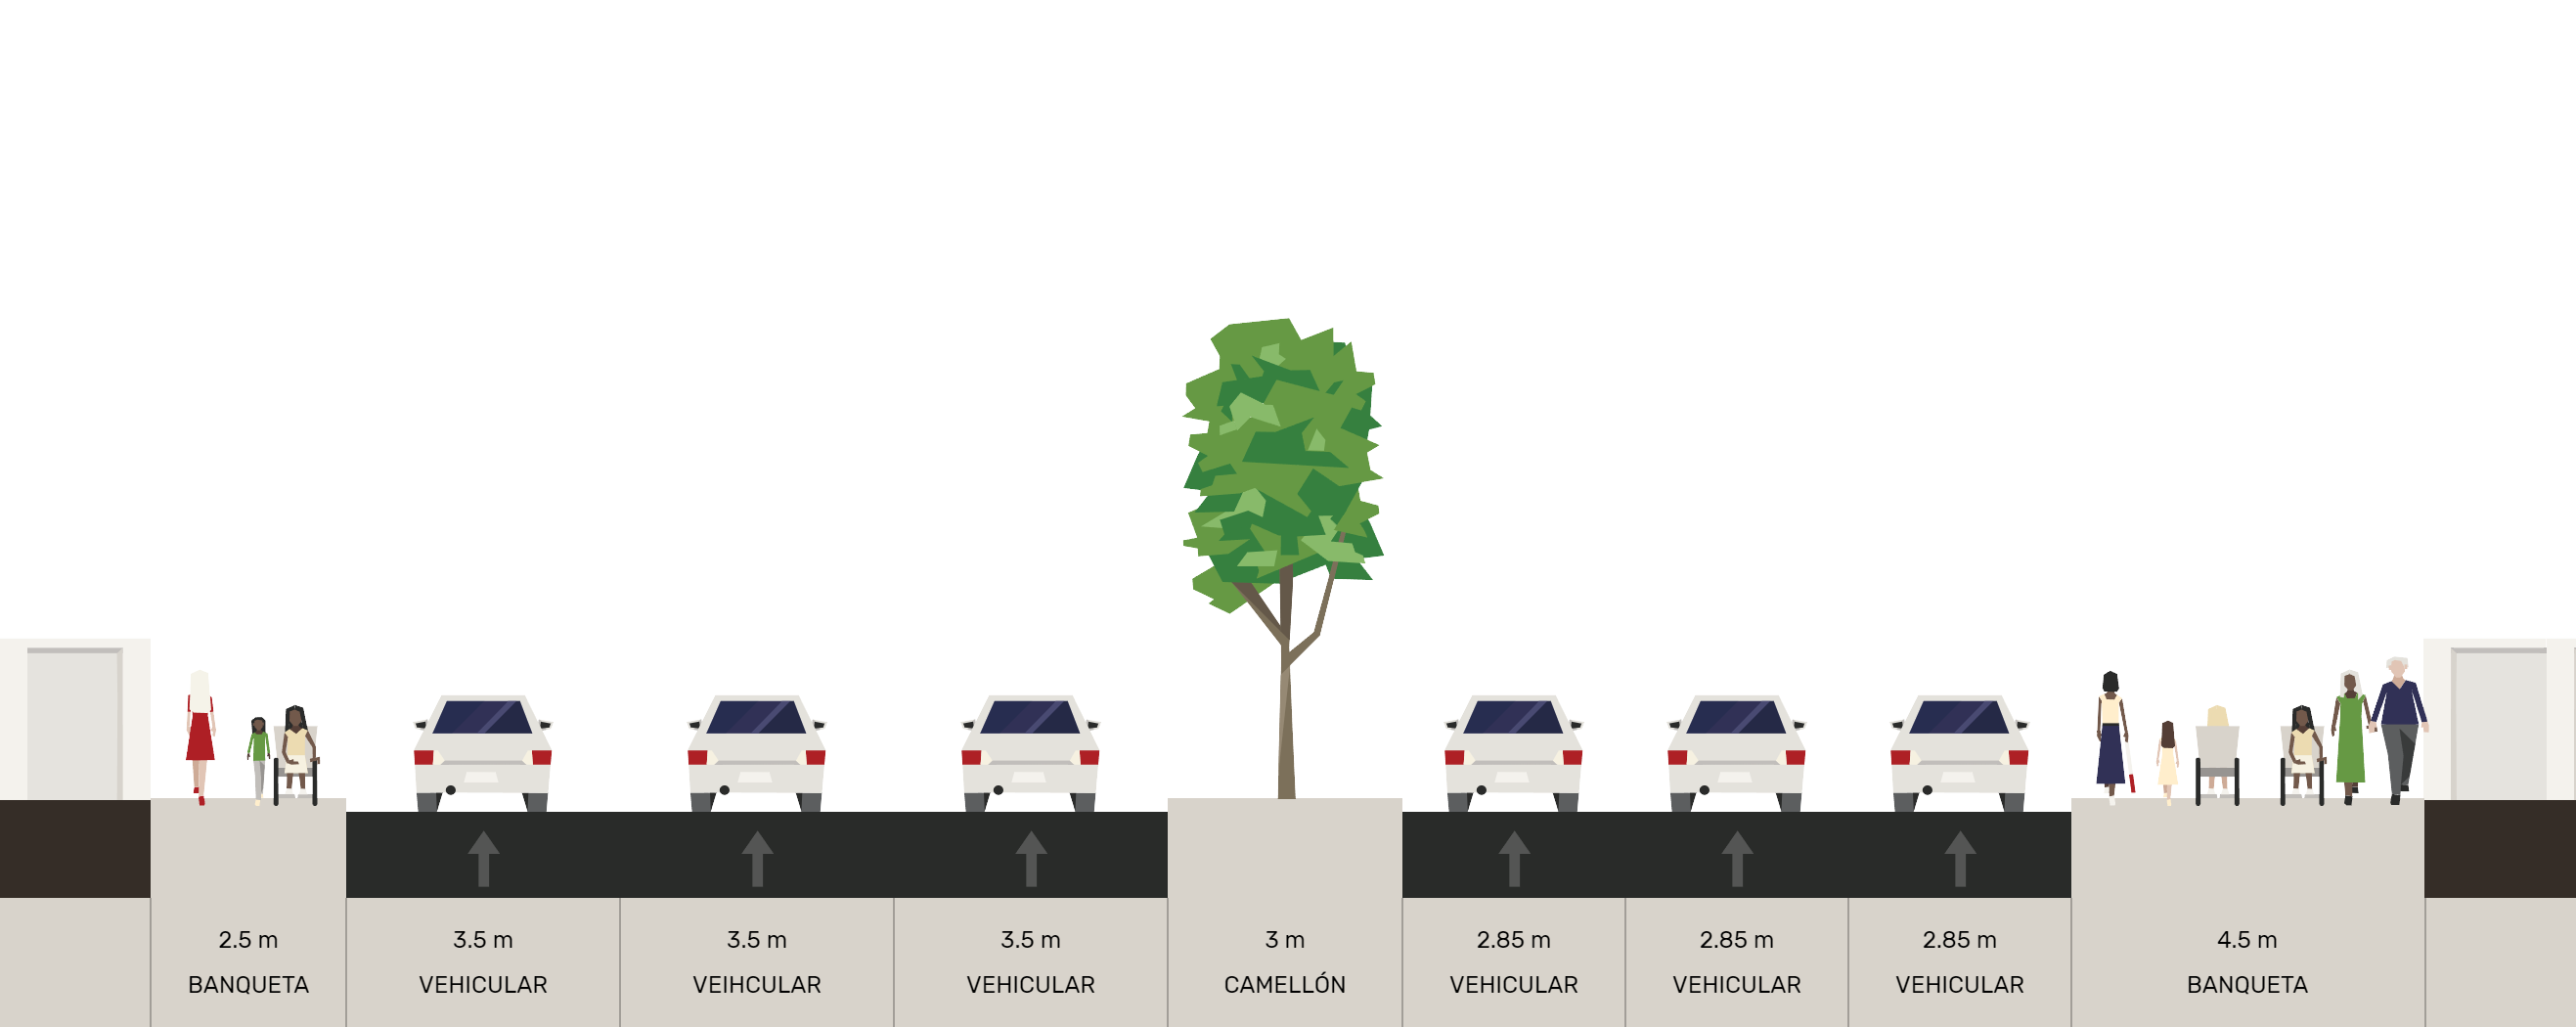 2.5 m
BANQUETA
3.5 m
VEHICULAR
3.5 m
VEIHCULAR
3.5 m
VEHICULAR
3 m
CAMELLÓN
2.85 m
VEHICULAR
2.85 m
VEHICULAR
2.85 m
VEHICULAR
4.5 m
BANQUETA